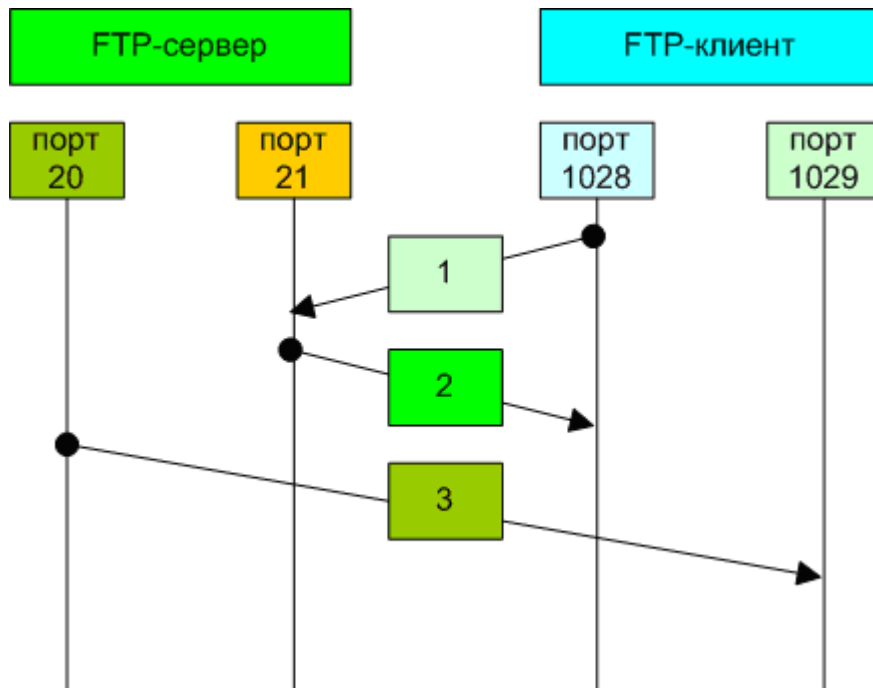 FTP-сервер
FTP-клиент
порт
20
порт
21
порт
1028
порт
1029
1
2
3